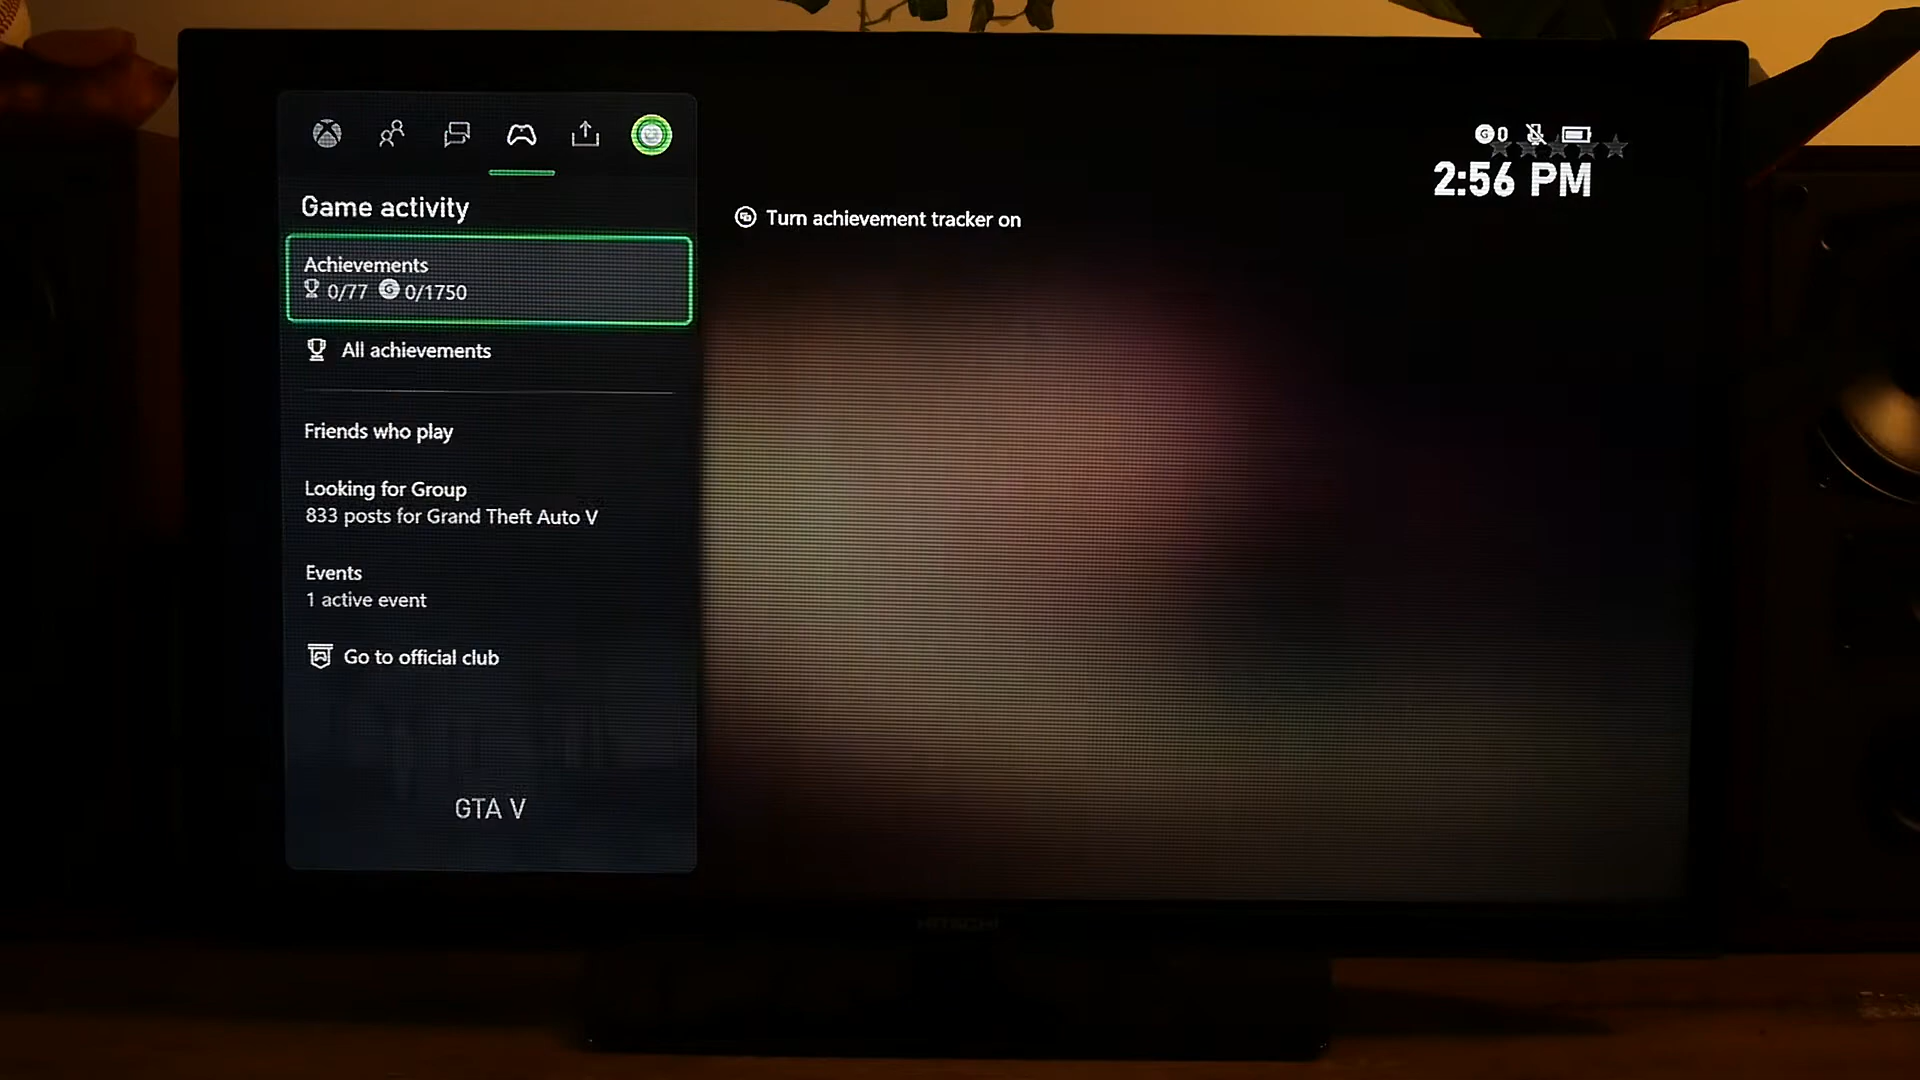 G 0
2:56 PM
Game activity
Turn achievement tracker on
Achievements
0/77 G 0/1750
All achievements
Friends who play
Looking for Group
833 posts for Grand Theft Auto V
Events
1 active event
Go to official club
GTA V
HITACHI